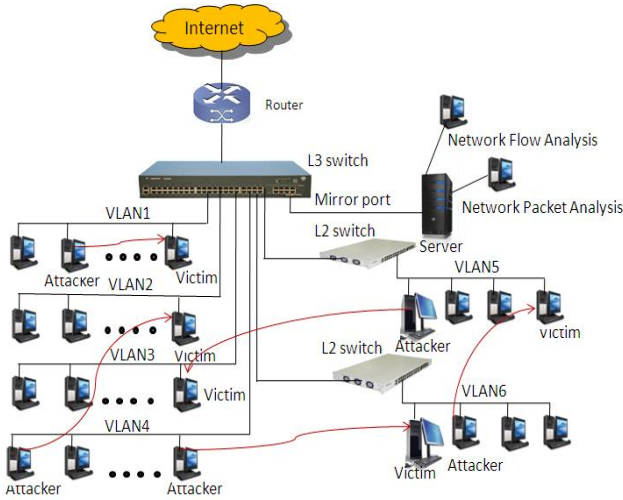 Internet
Router
L3 switch
Network Flow Analysis
Mirror port
Network Packet Analysis
VLAN1
L2 switch
Server
Attacker
Victim
VLAN5
VLAN2
Victim
Attacker
Victim
VLAN3
L2 switch
Victim
VLAN6
VLAN4
Attacker
Attacker
Victim
Attacker